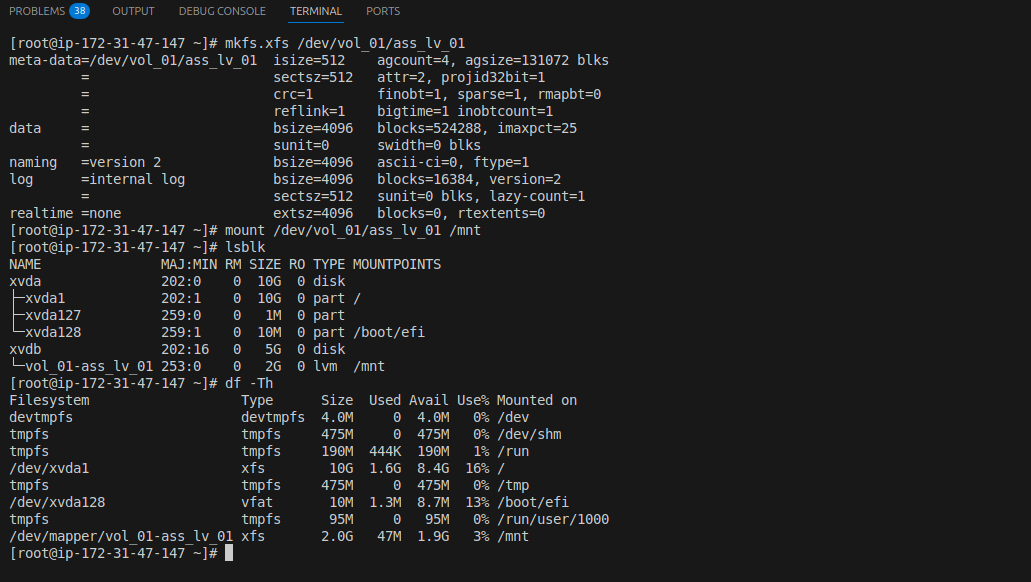 PROBLEMS 38 OUTPUT DEBUG CONSOLE TERMINAL PORTS
[root@ip-172-31-47-147 ~]# mkfs.xfs /dev/vol_01/ass_lv_01
meta-data=/dev/vol_01/ass_lv_01  isize=512    agcount=4, agsize=131072 blks
         =                       sectsz=512   attr=2, projid32bit=1
         =                       crc=1        finobt=1, sparse=1, rmapbt=0
         =                       reflink=1    bigtime=1 inobtcount=1
data     =                       bsize=4096   blocks=524288, imaxpct=25
         =                       sunit=0      swidth=0 blks
naming   =version 2              bsize=4096   ascii-ci=0, ftype=1
log      =internal log           bsize=4096   blocks=16384, version=2
         =                       sectsz=512   sunit=0 blks, lazy-count=1
realtime =none                   extsz=4096   blocks=0, rtextents=0
[root@ip-172-31-47-147 ~]# mount /dev/vol_01/ass_lv_01 /mnt
[root@ip-172-31-47-147 ~]# lsblk
NAME               MAJ:MIN RM SIZE RO TYPE MOUNTPOINTS
xvda               202:0    0  10G  0 disk
├─xvda1            202:1    0  10G  0 part /
├─xvda127          259:0    0   1M  0 part
└─xvda128          259:1    0  10M  0 part /boot/efi
xvdb               202:16   0   5G  0 disk
└─vol_01-ass_lv_01 253:0    0   2G  0 lvm  /mnt
[root@ip-172-31-47-147 ~]# df -Th
Filesystem                   Type      Size  Used Avail Use% Mounted on
devtmpfs                     devtmpfs  4.0M     0  4.0M   0% /dev
tmpfs                        tmpfs     475M     0  475M   0% /dev/shm
tmpfs                        tmpfs     190M  444K  190M   1% /run
/dev/xvda1                   xfs        10G  1.6G  8.4G  16% /
tmpfs                        tmpfs     475M     0  475M   0% /tmp
/dev/xvda128                 vfat       10M  1.3M  8.7M  13% /boot/efi
tmpfs                        tmpfs      95M     0   95M   0% /run/user/1000
/dev/mapper/vol_01-ass_lv_01 xfs       2.0G   47M  1.9G   3% /mnt
[root@ip-172-31-47-147 ~]#